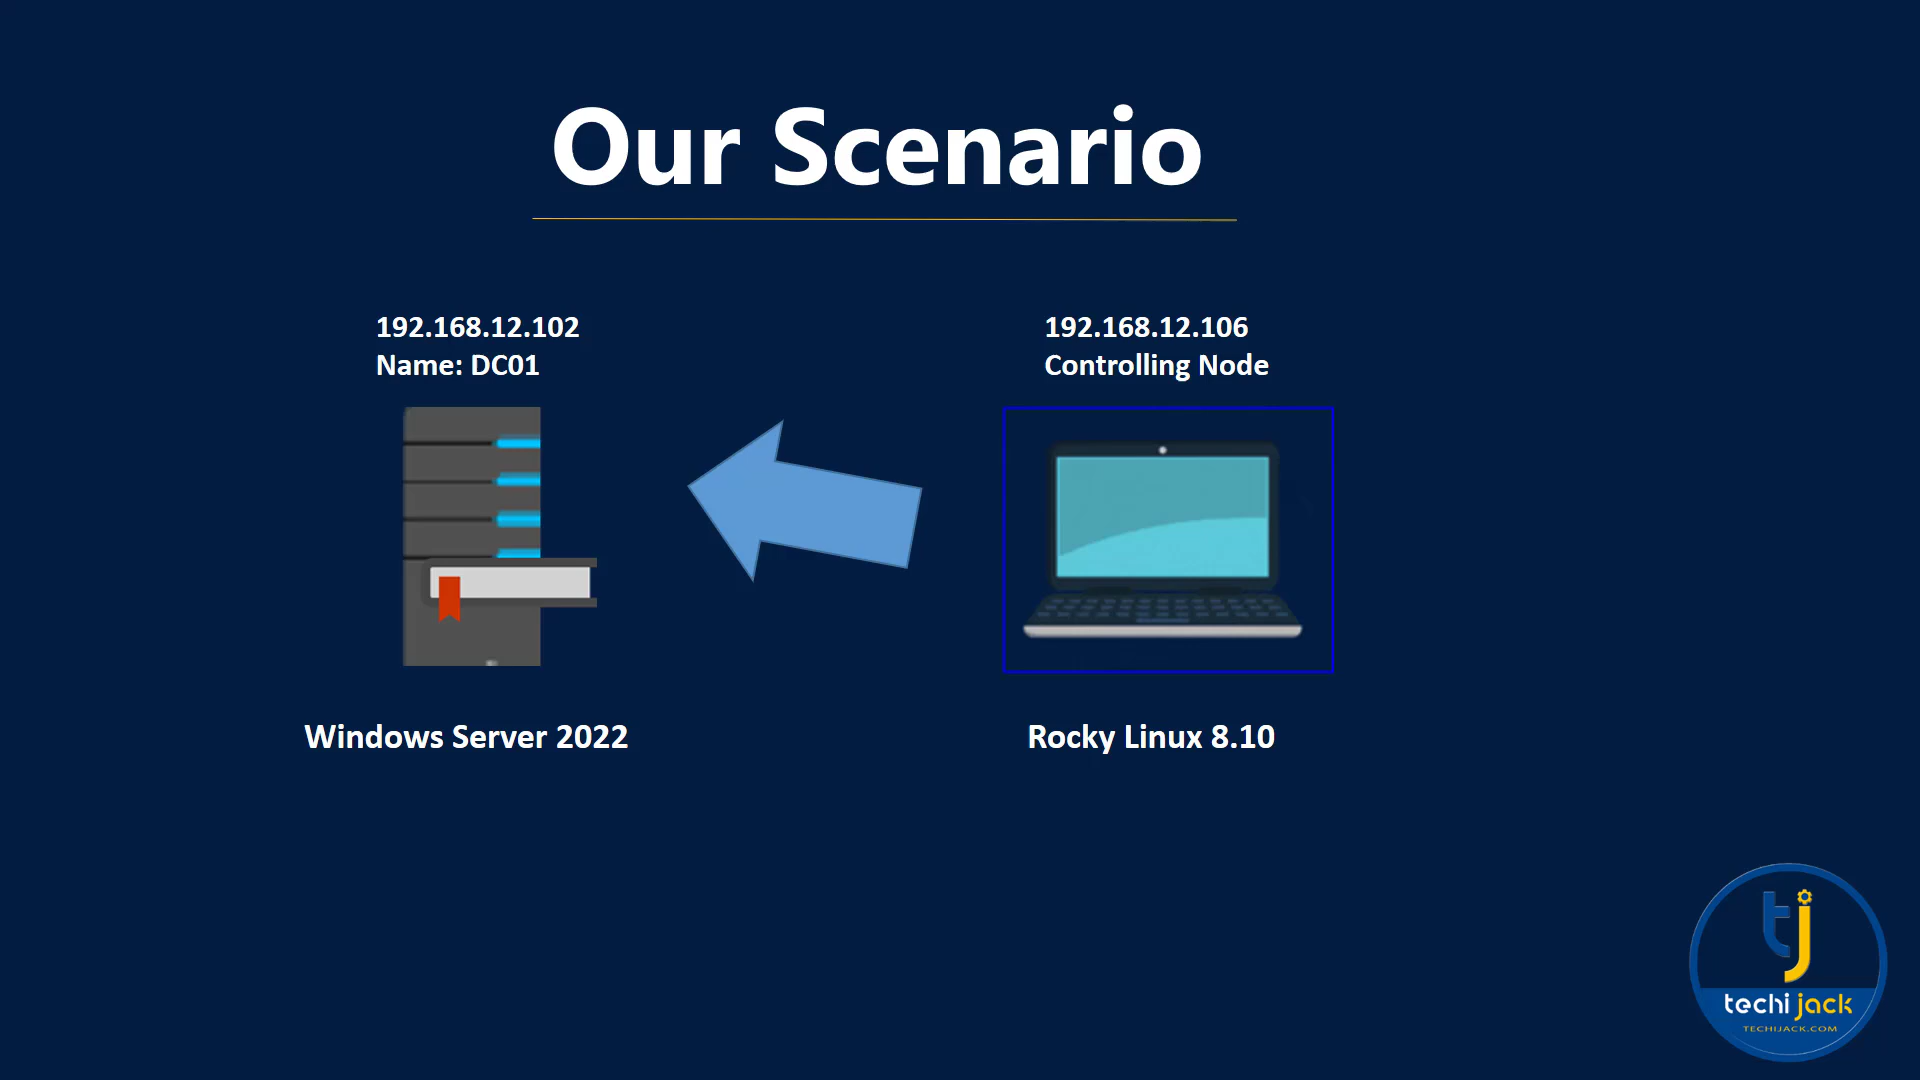 Our Scenario
192.168.12.102
Name: DC01
192.168.12.106
Controlling Node
Windows Server 2022
Rocky Linux 8.10
tj
techi jack
TECHIJACK.COM